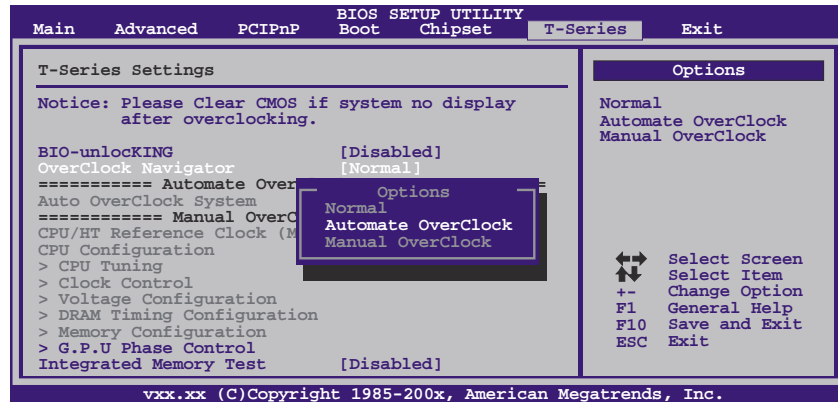 BIOS SETUP UTILITY
Main Advanced PCIPnP Boot Chipset T-Series Exit
T-Series Settings
Notice: Please Clear CMOS if system no display
after overclocking.
BIO-unlocKING [Disabled]
OverClock Navigator [Normal]
=========== Automate Over =
Auto OverClock System
============ Manual OverC
CPU/HT Reference Clock (M
CPU Configuration
> CPU Tuning
> Clock Control
> Voltage Configuration
> DRAM Timing Configuration
> Memory Configuration
> G.P.U Phase Control
Integrated Memory Test [Disabled]
Options
Normal
Automate OverClock
Manual OverClock
Options
Normal
Automate OverClock
Manual OverClock
Select Screen
Select Item
+- Change Option
F1 General Help
F10 Save and Exit
ESC Exit
vxx.xx (C)Copyright 1985-200x, American Megatrends, Inc.